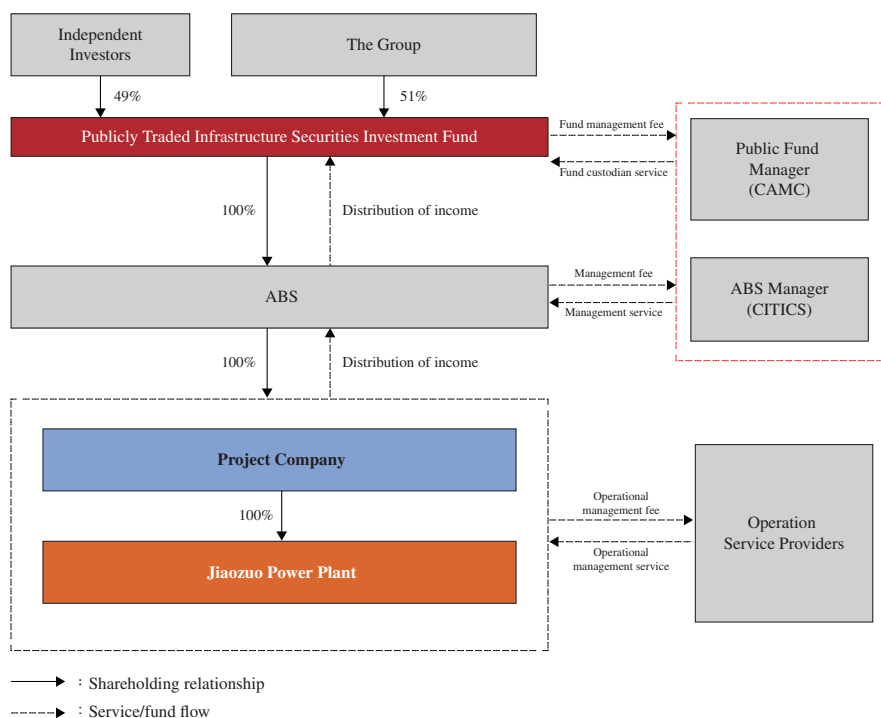 Independent
Investors
The Group
49%
51%
Publicly Traded Infrastructure Securities Investment Fund
Fund management fee
Fund custodian service
Public Fund
Manager
(CAMC)
100%
Distribution of income
ABS
Management fee
Management service
ABS Manager
(CITICS)
100%
Distribution of income
Project Company
100%
Jiaozuo Power Plant
Operational
management fee
Operational
management service
Operation
Service Providers
: Shareholding relationship
: Service/fund flow